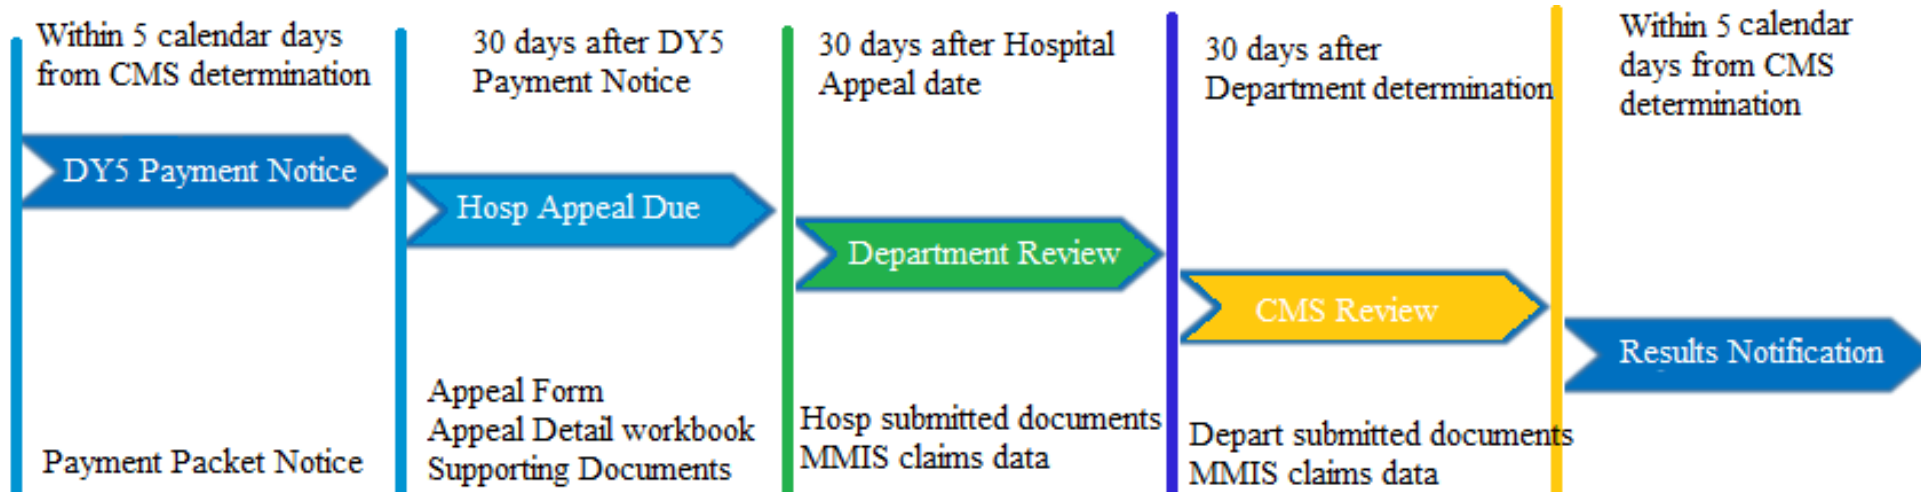 Within 5 calendar days
from CMS determination
DY5 Payment Notice
Payment Packet Notice
30 days after DY5
Payment Notice
Hosp Appeal Due
Appeal Form
Appeal Detail workbook
Supporting Documents
30 days after Hospital
Appeal date
Department Review
Hosp submitted documents
MMIS claims data
30 days after
Department determination
CMS Review
Depart submitted documents
MMIS claims data
Within 5 calendar
days from CMS
determination
Results Notification